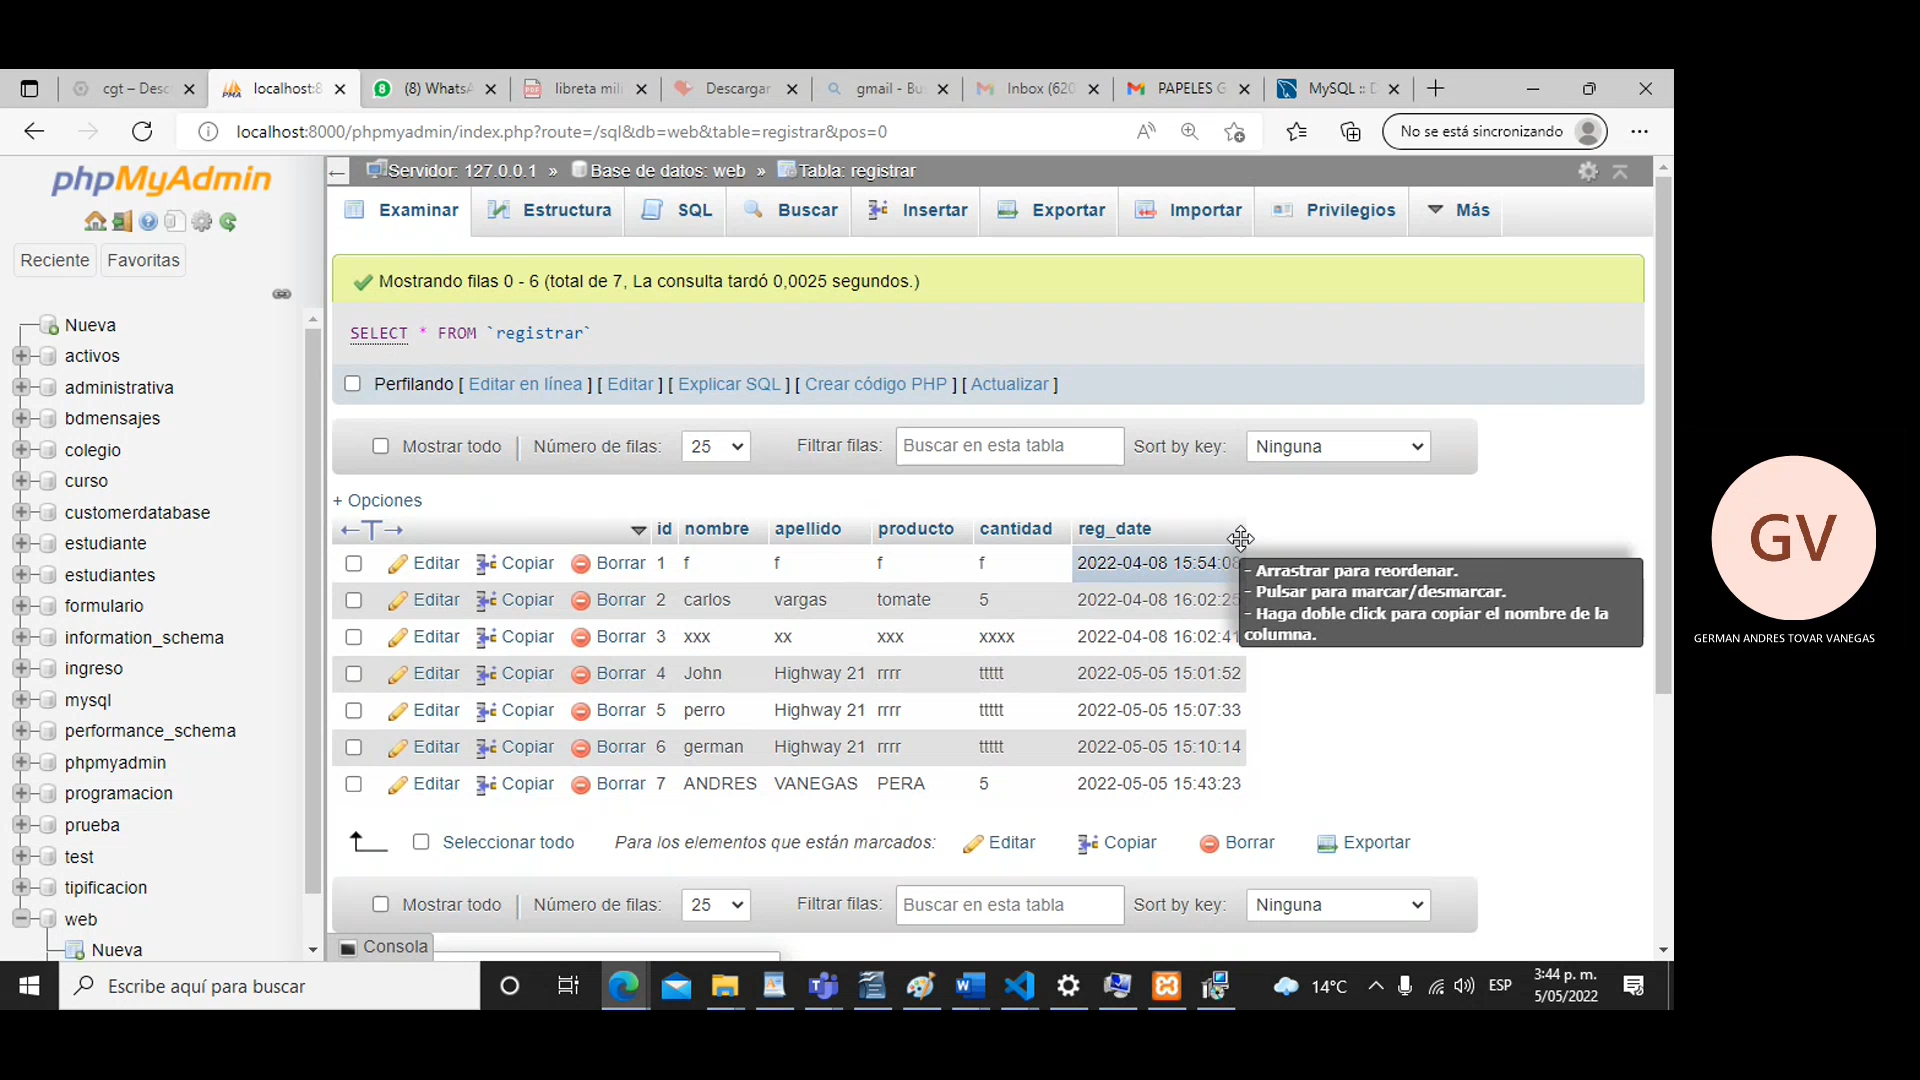 cgt – Desc
localhost:8
(8) WhatsA
libreta mili
Descargar
gmail - Bu
Inbox (620
PAPELES G
MySQL :: D
localhost:8000/phpmyadmin/index.php?route=/sql&db=web&table=registrar&pos=0
No se está sincronizando
phpMyAdmin
Reciente
Favoritas
Nueva
activos
administrativa
bdmensajes
colegio
curso
customerdatabase
estudiante
estudiantes
formulario
information_schema
ingreso
mysql
performance_schema
phpmyadmin
programacion
prueba
test
tipificacion
web
Nueva
Servidor: 127.0.0.1 » Base de datos: web » Tabla: registrar
Examinar Estructura SQL Buscar Insertar Exportar Importar Privilegios Más
Mostrando filas 0 - 6 (total de 7, La consulta tardó 0,0025 segundos.)
SELECT * FROM `registrar`
Perfilando [ Editar en línea ] [ Editar ] [ Explicar SQL ] [ Crear código PHP ] [ Actualizar ]
Mostrar todo | Número de filas: 25 Filtrar filas: Buscar en esta tabla Sort by key: Ninguna
+ Opciones
←T→ id nombre apellido producto cantidad reg_date
Editar Copiar Borrar 1 f f f f 2022-04-08 15:54:08
Editar Copiar Borrar 2 carlos vargas tomate 5 2022-04-08 16:02:25
Editar Copiar Borrar 3 xxx xx xxx xxxx 2022-04-08 16:02:41
Editar Copiar Borrar 4 John Highway 21 rrrr ttttt 2022-05-05 15:01:52
Editar Copiar Borrar 5 perro Highway 21 rrrr ttttt 2022-05-05 15:07:33
Editar Copiar Borrar 6 german Highway 21 rrrr ttttt 2022-05-05 15:10:14
Editar Copiar Borrar 7 ANDRES VANEGAS PERA 5 2022-05-05 15:43:23
- Arrastrar para reordenar.
- Pulsar para marcar/desmarcar.
- Haga doble click para copiar el nombre de la
columna.
Seleccionar todo Para los elementos que están marcados: Editar Copiar Borrar Exportar
Mostrar todo | Número de filas: 25 Filtrar filas: Buscar en esta tabla Sort by key: Ninguna
Consola
GV
GERMAN ANDRES TOVAR VANEGAS
Escribe aquí para buscar
14°C
ESP
3:44 p. m.
5/05/2022